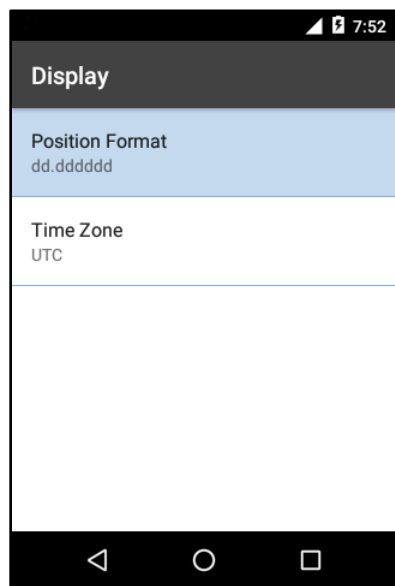 7:52
Display
Position Format
dd.dddddd
Time Zone
UTC